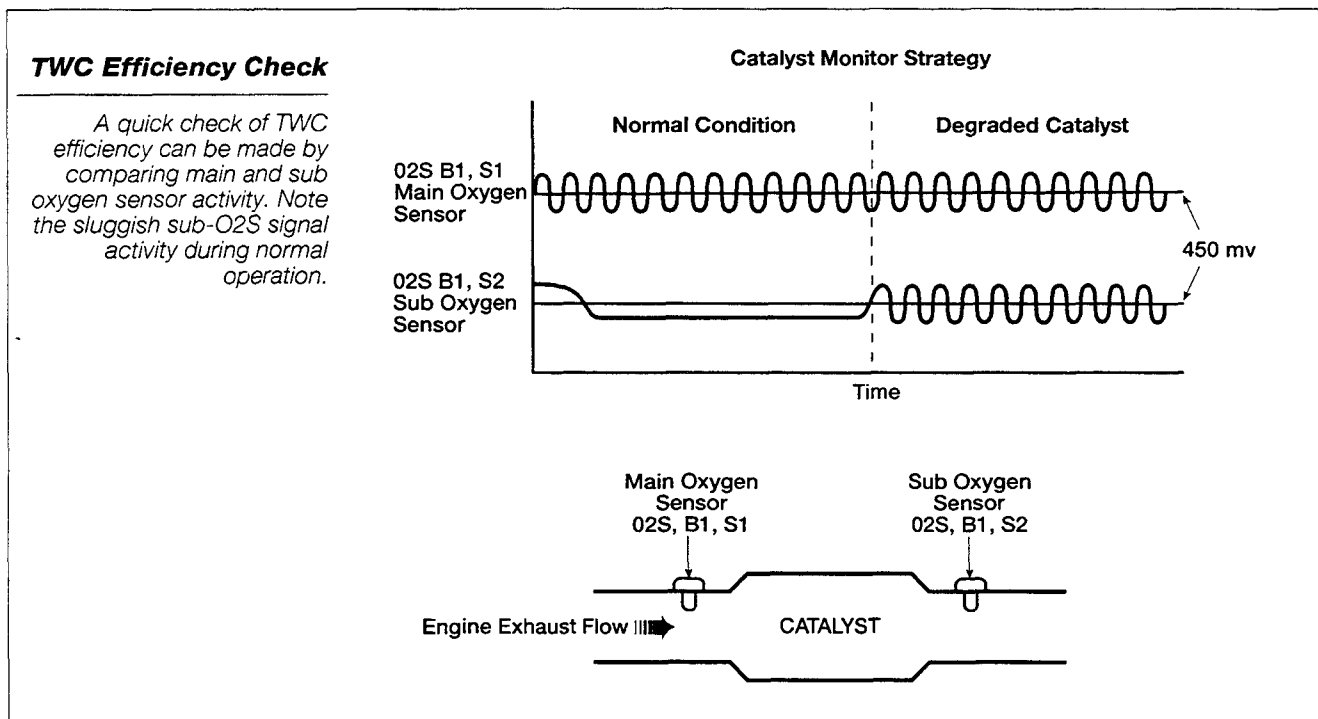 TWC Efficiency Check
A quick check of TWC
efficiency can be made by
comparing main and sub
oxygen sensor activity. Note
the sluggish sub-O2S signal
activity during normal
operation.
Catalyst Monitor Strategy
Normal Condition
Degraded Catalyst
02S B1, S1
Main Oxygen
Sensor
450 mv
02S B1, S2
Sub Oxygen
Sensor
Time
Main Oxygen
Sensor
02S, B1, S1
Sub Oxygen
Sensor
02S, B1, S2
Engine Exhaust Flow
CATALYST